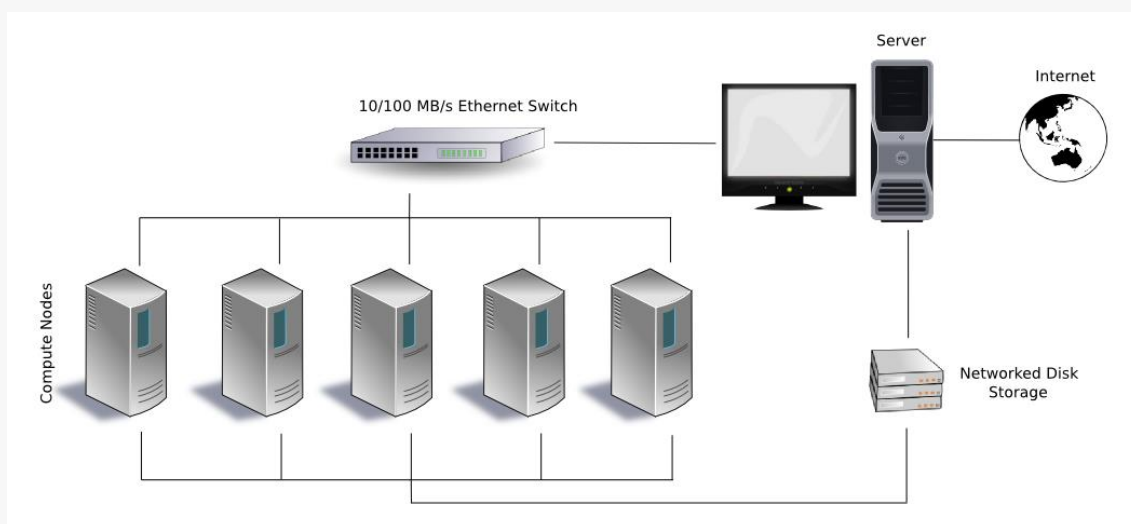 Server
Internet
10/100 MB/s Ethernet Switch
Compute Nodes
Networked Disk
Storage